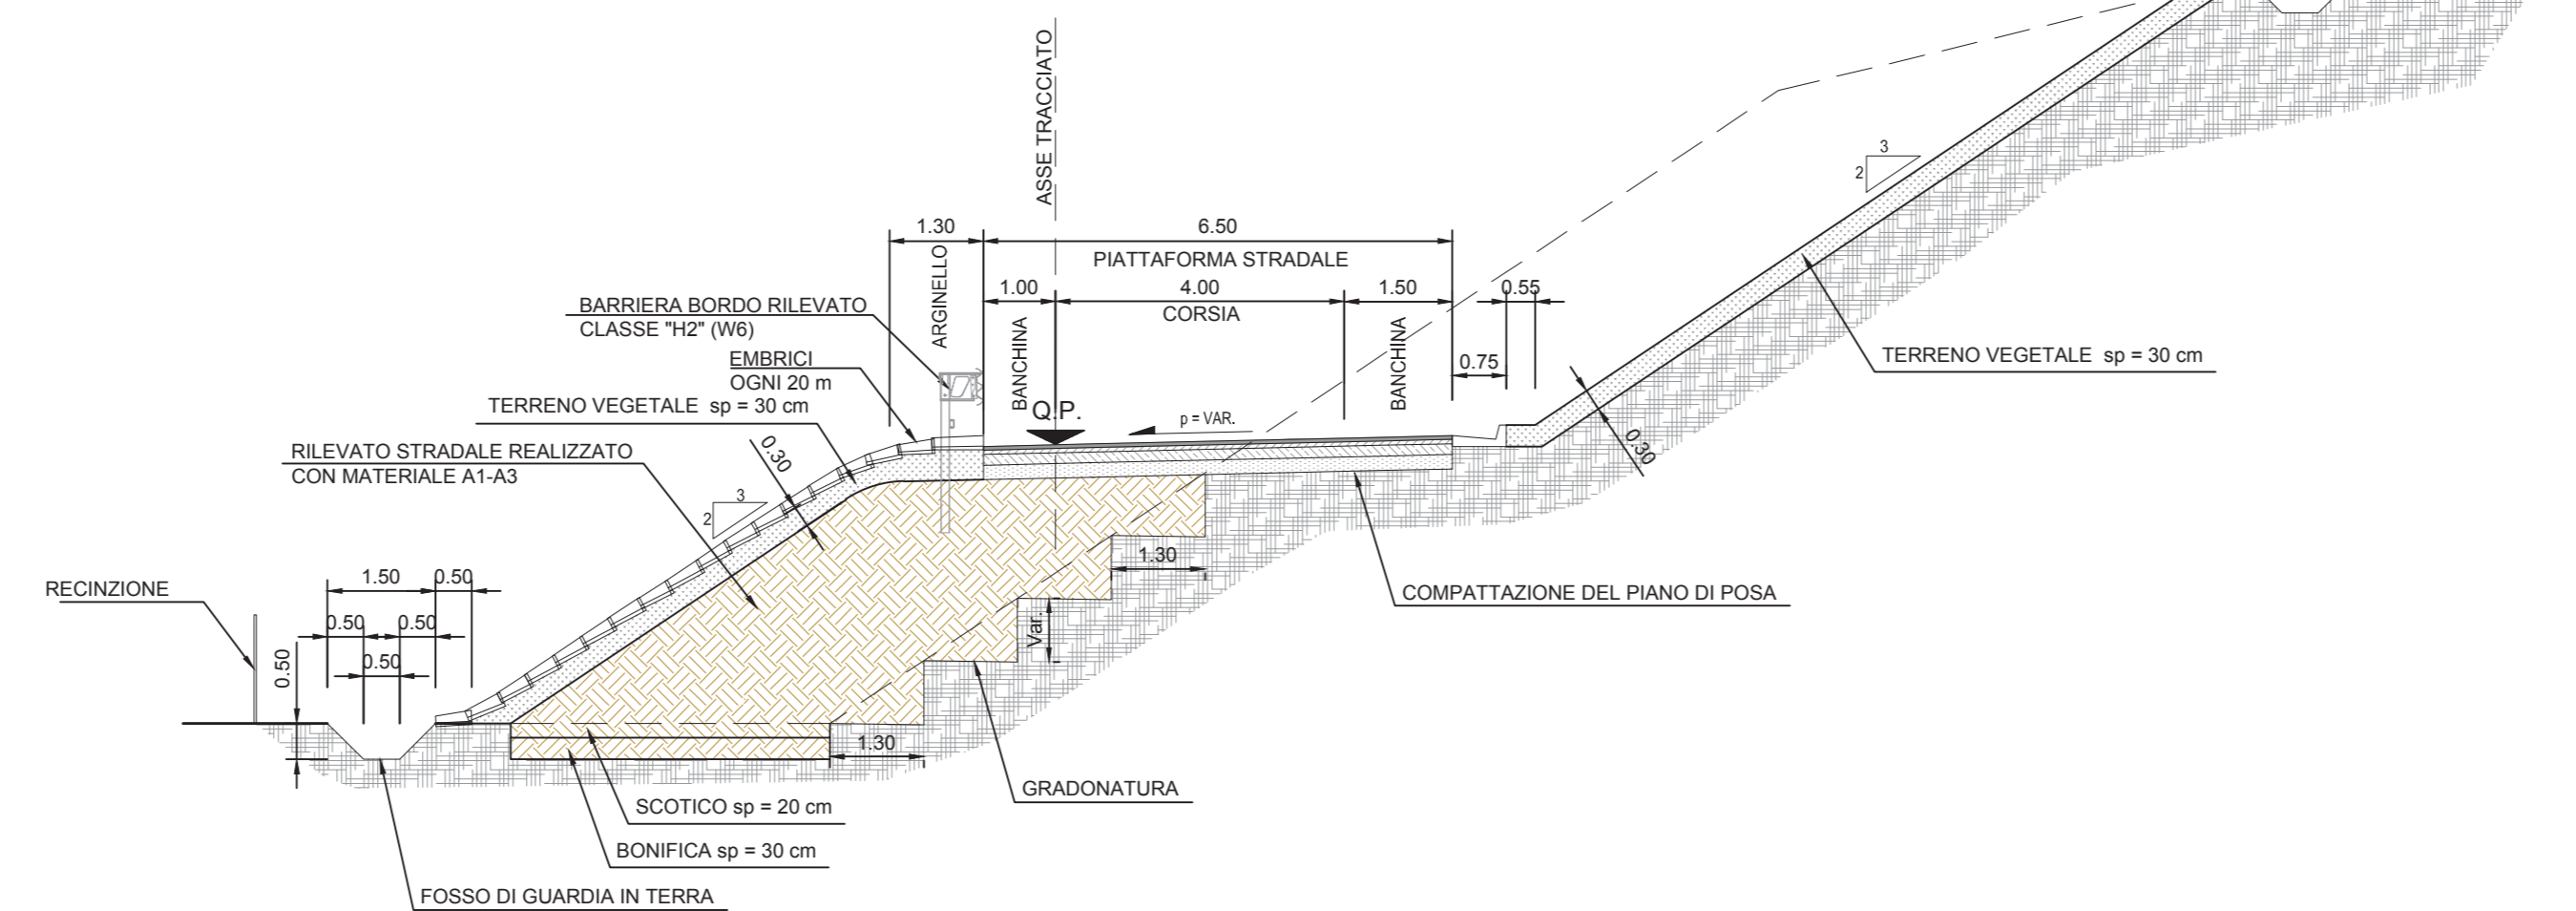 ASSE TRACCIATO
3
2
1.30
6.50
ARGINELLO
PIATTAFORMA STRADALE
1.00
4.00
1.50
0.55
CORSIA
BARRIERA BORDO RILEVATO
CLASSE "H2" (W6)
BANCHINA
BANCHINA
EMBRICI
OGNI 20 m
0.75
TERRENO VEGETALE sp = 30 cm
TERRENO VEGETALE sp = 30 cm
Q.P.
p = VAR.
0.30
0.30
RILEVATO STRADALE REALIZZATO
CON MATERIALE A1-A3
3
2
1.30
RECINZIONE
1.50
0.50
COMPATTAZIONE DEL PIANO DI POSA
0.50
0.50
Var.
0.50
0.50
1.30
GRADONATURA
SCOTICO sp = 20 cm
BONIFICA sp = 30 cm
FOSSO DI GUARDIA IN TERRA